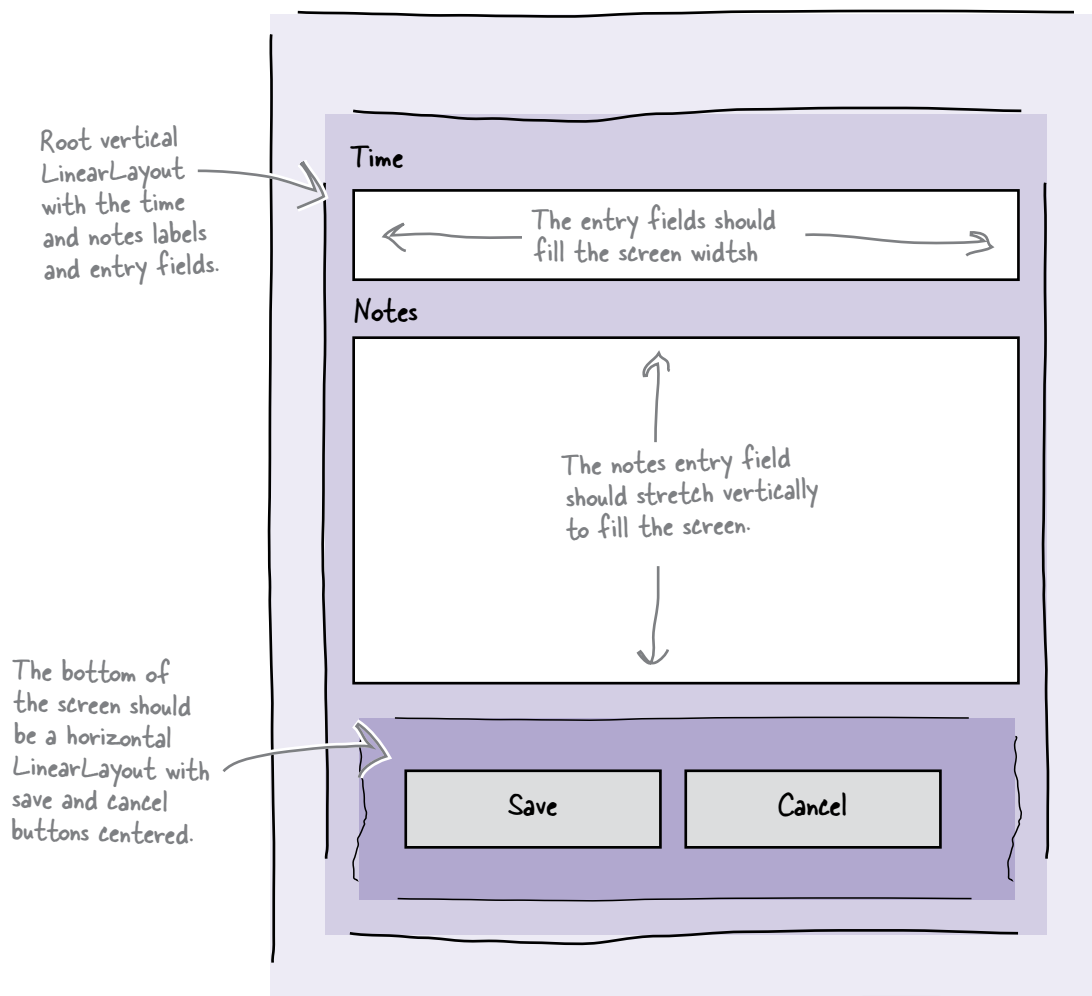 Root vertical
LinearLayout
with the time
and notes labels
and entry fields.
Time
The entry fields should
fill the screen widtsh
Notes
The notes entry field
should stretch vertically
to fill the screen.
The bottom of
the screen should
be a horizontal
LinearLayout with
save and cancel
buttons centered.
Save
Cancel